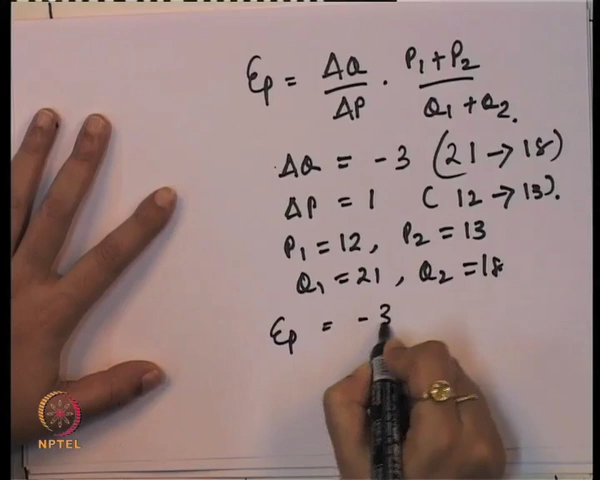 Ep = ΔQ/ΔP . P1+P2/Q1+Q2.
ΔQ = -3 (21 → 18)
ΔP = 1 ( 12 → 13).
P1 = 12, P2 = 13
Q1 = 21, Q2 = 18
Ep = -3
NPTEL